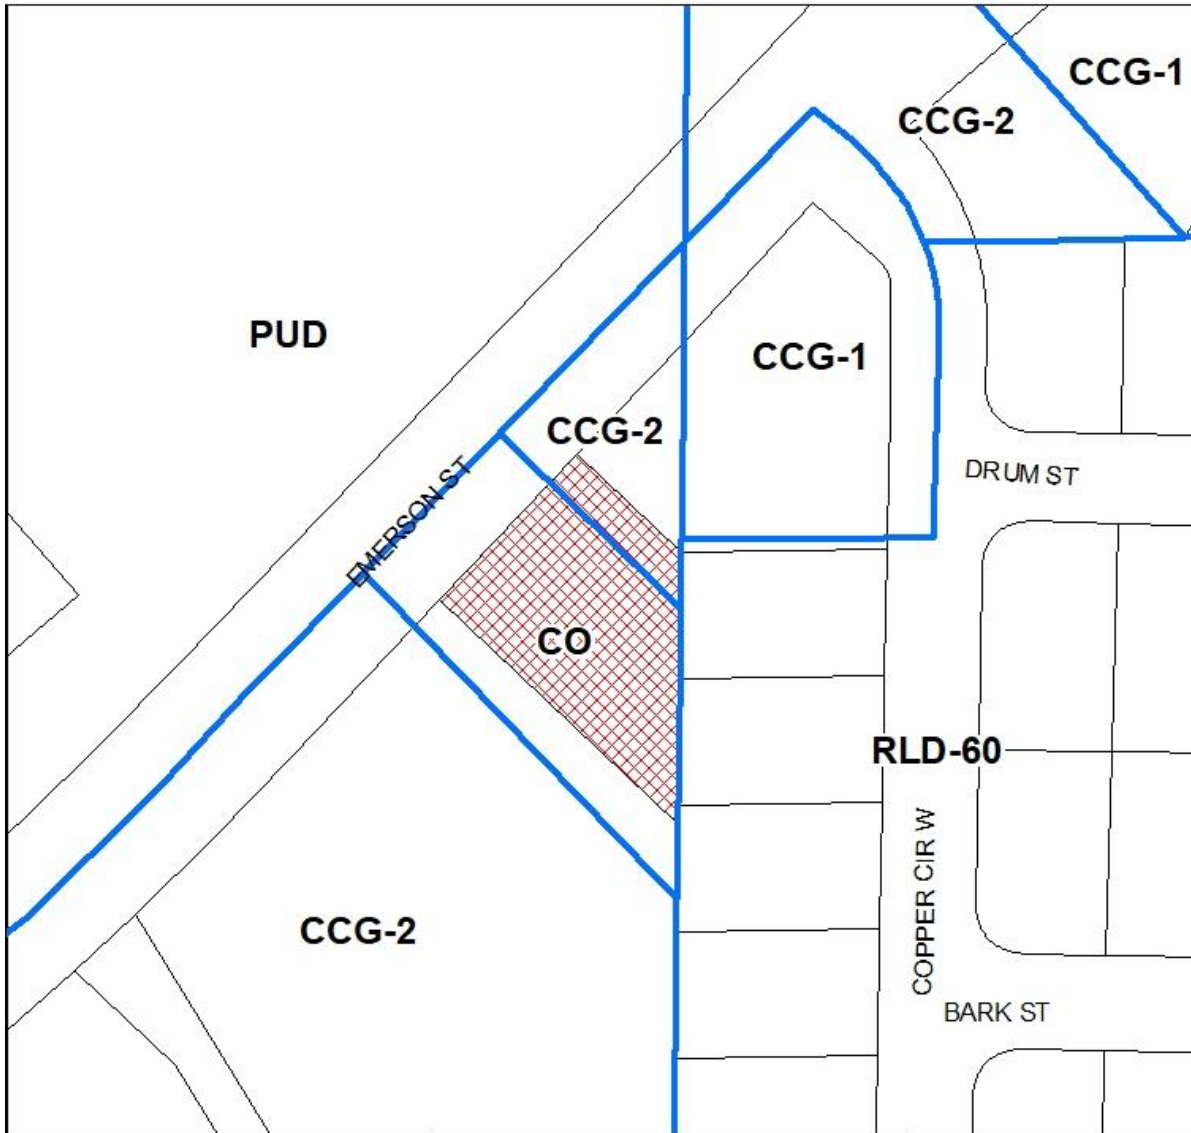 CCG-1
CCG-2
PUD
CCG-1
CCG-2
EMERSON ST
DRUM ST
CO
RLD-60
COPPER CIR W
CCG-2
BARK ST